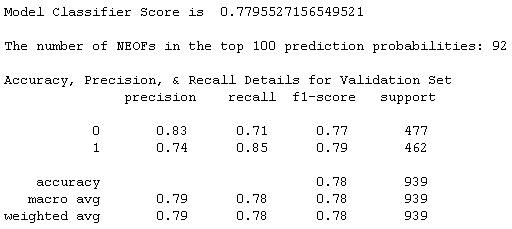 Model Classifier Score is 0.7795527156549521
The number of NEOFs in the top 100 prediction probabilities: 92
Accuracy, Precision, & Recall Details for Validation Set
precision recall f1-score support
0 0.83 0.71 0.77 477
1 0.74 0.85 0.79 462
accuracy 0.78 939
macro avg 0.79 0.78 0.78 939
weighted avg 0.79 0.78 0.78 939